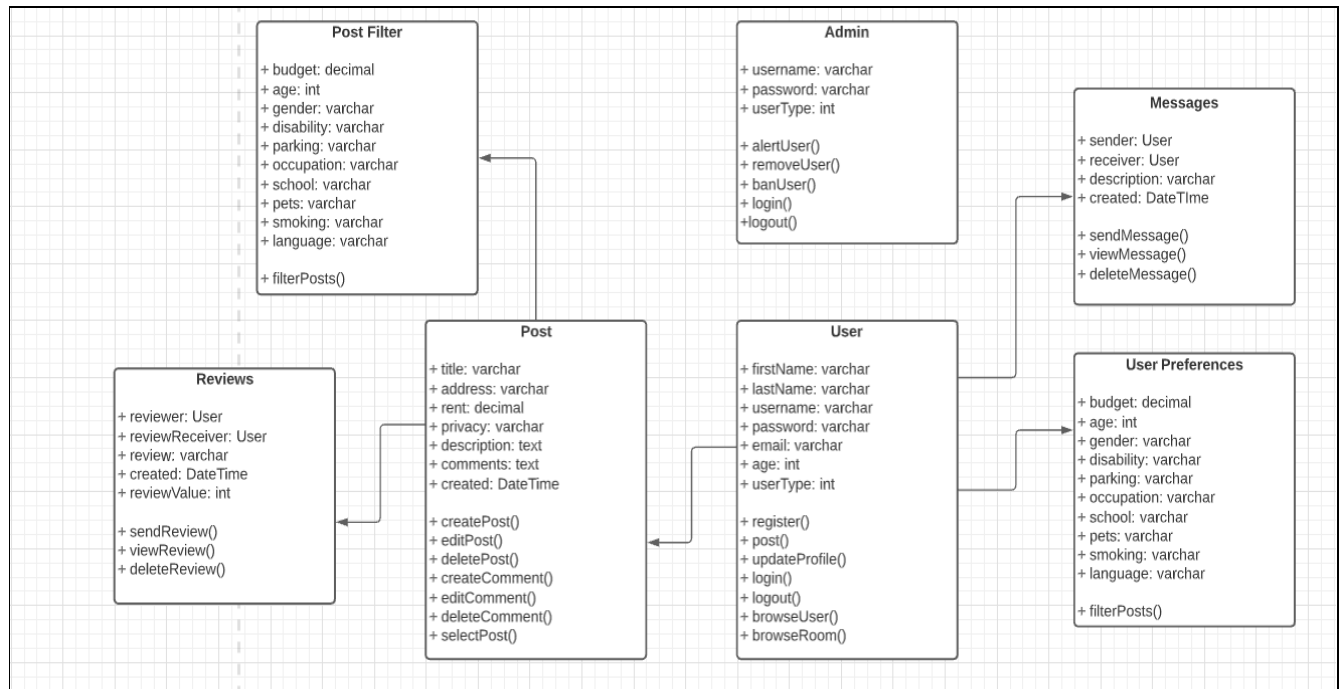 Post Filter
+ budget: decimal
+ age: int
+ gender: varchar
+ disability: varchar
+ parking: varchar
+ occupation: varchar
+ school: varchar
+ pets: varchar
+ smoking: varchar
+ language: varchar
+ filterPosts()
Admin
+ username: varchar
+ password: varchar
+ userType: int
+ alertUser()
+ removeUser()
+ banUser()
+ login()
+logout()
Messages
+ sender: User
+ receiver: User
+ description: varchar
+ created: DateTIme
+ sendMessage()
+ viewMessage()
+ deleteMessage()
Reviews
+ reviewer: User
+ reviewReceiver: User
+ review: varchar
+ created: DateTime
+ reviewValue: int
+ sendReview()
+ viewReview()
+ deleteReview()
Post
+ title: varchar
+ address: varchar
+ rent: decimal
+ privacy: varchar
+ description: text
+ comments: text
+ created: DateTime
+ createPost()
+ editPost()
+ deletePost()
+ createComment()
+ editComment()
+ deleteComment()
+ selectPost()
User
+ firstName: varchar
+ lastName: varchar
+ username: varchar
+ password: varchar
+ email: varchar
+ age: int
+ userType: int
+ register()
+ post()
+ updateProfile()
+ login()
+ logout()
+ browseUser()
+ browseRoom()
User Preferences
+ budget: decimal
+ age: int
+ gender: varchar
+ disability: varchar
+ parking: varchar
+ occupation: varchar
+ school: varchar
+ pets: varchar
+ smoking: varchar
+ language: varchar
+ filterPosts()